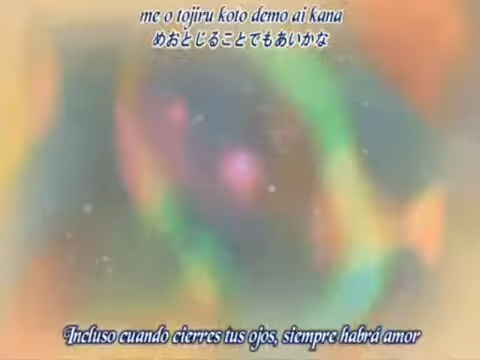 me o tojiru koto demo ai kana
めおとじることでもあいかな
Incluso cuando cierres tus ojos, siempre habrá amor